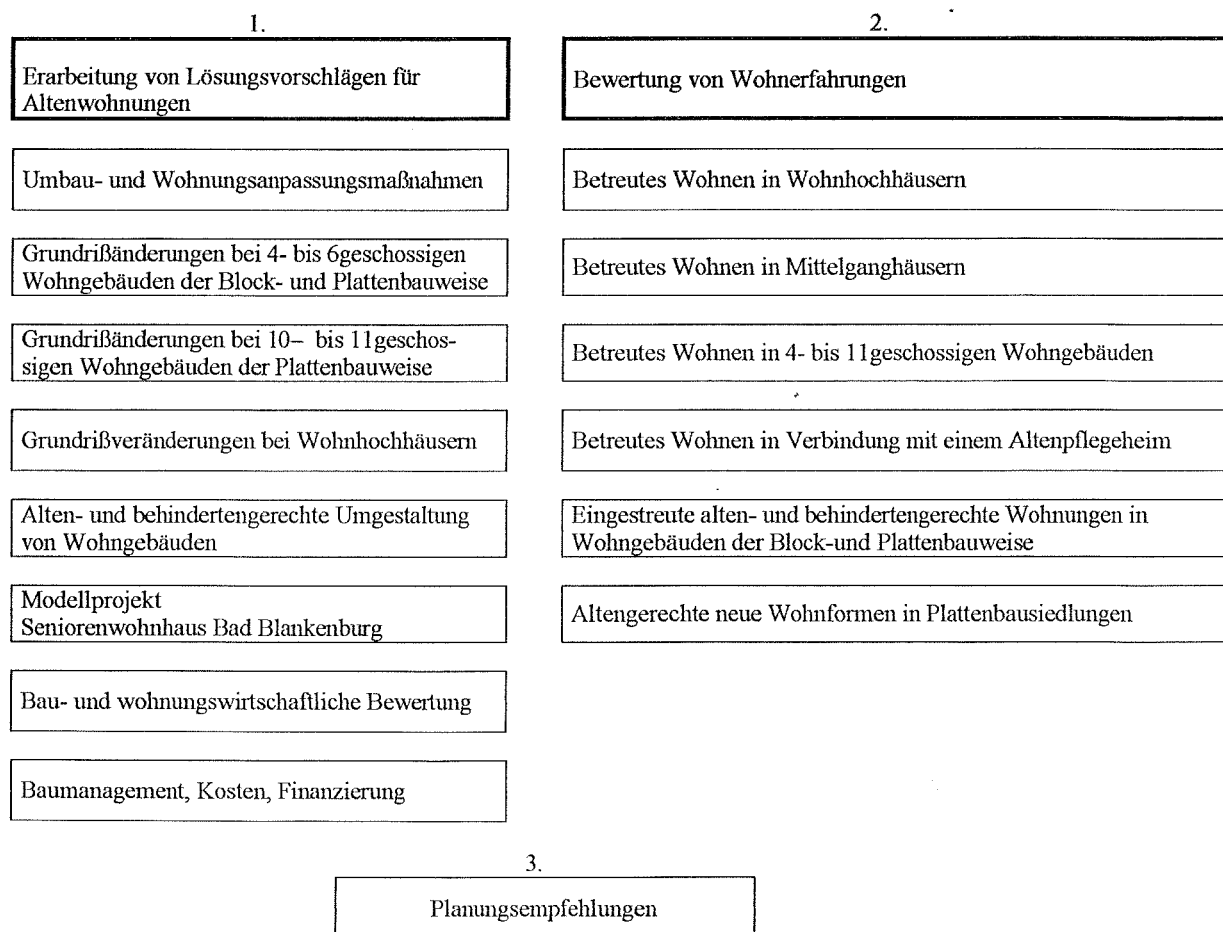 1.
Erarbeitung von Lösungsvorschlägen für
Altenwohnungen
Umbau- und Wohnungsanpassungsmaßnahmen
Grundrißänderungen bei 4- bis 6geschossigen
Wohngebäuden der Block- und Plattenbauweise
Grundrißänderungen bei 10– bis 11geschos-
sigen Wohngebäuden der Plattenbauweise
Grundrißveränderungen bei Wohnhochhäusern
Alten- und behindertengerechte Umgestaltung
von Wohngebäuden
Modellprojekt
Seniorenwohnhaus Bad Blankenburg
Bau- und wohnungswirtschaftliche Bewertung
Baumanagement, Kosten, Finanzierung
2.
Bewertung von Wohnerfahrungen
Betreutes Wohnen in Wohnhochhäusern
Betreutes Wohnen in Mittelganghäusern
Betreutes Wohnen in 4- bis 11geschossigen Wohngebäuden
Betreutes Wohnen in Verbindung mit einem Altenpflegeheim
Eingestreute alten- und behindertengerechte Wohnungen in
Wohngebäuden der Block-und Plattenbauweise
Altengerechte neue Wohnformen in Plattenbausiedlungen
3.
Planungsempfehlungen